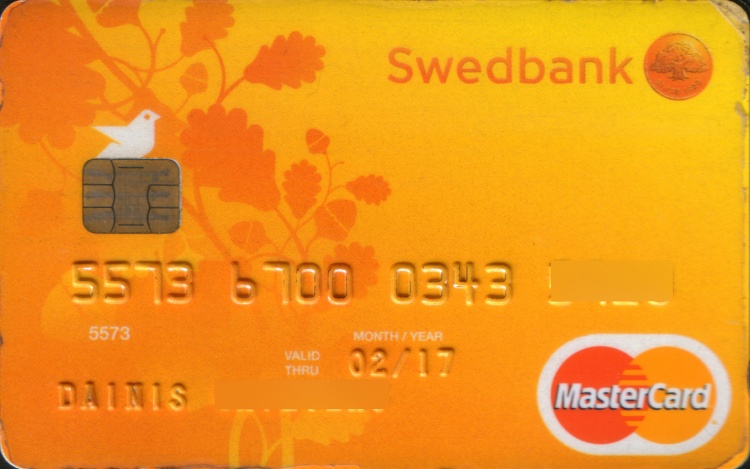 Swedbank
5573 6700 0343
5573
MONTH / YEAR
VALID
THRU
02/17
DAINIS
MasterCard